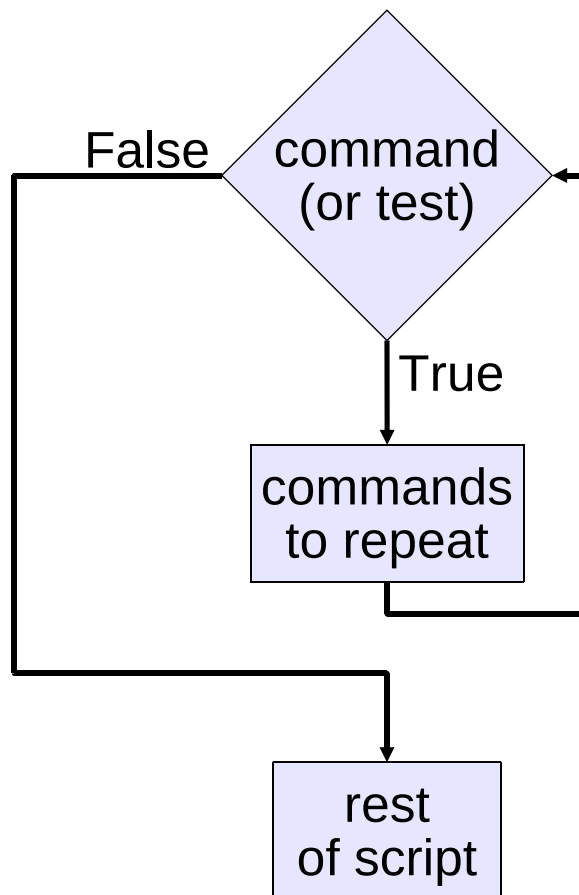 False
command
(or test)
True
commands
to repeat
rest
of script